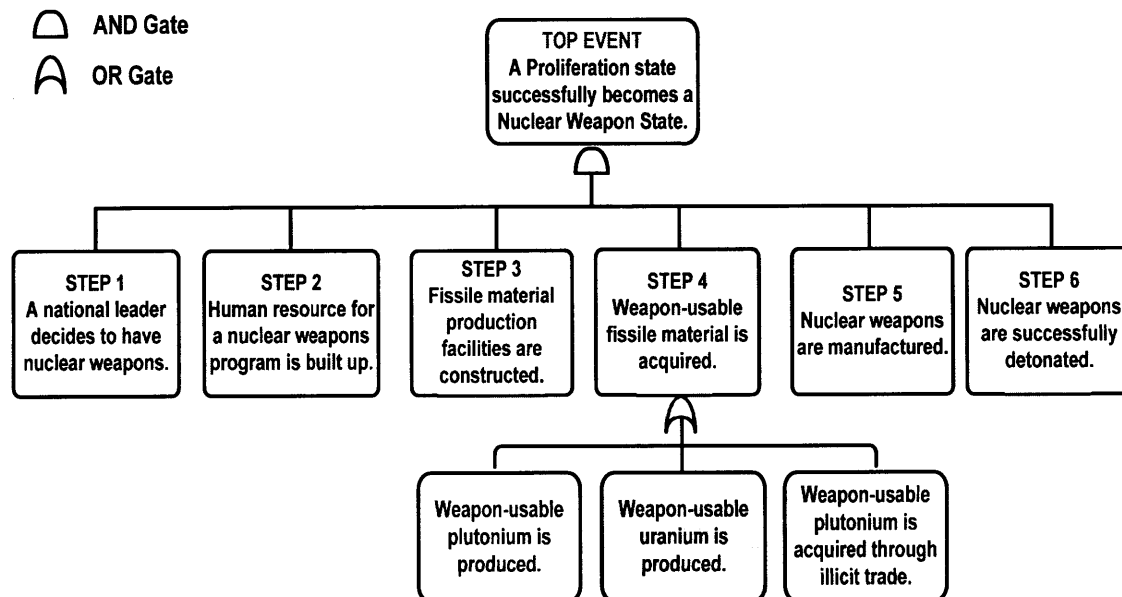 AND Gate
OR Gate
TOP EVENT
A Proliferation state
successfully becomes a
Nuclear Weapon State.
STEP 1
A national leader
decides to have
nuclear weapons.
STEP 2
Human resource for
a nuclear weapons
program is built up.
STEP 3
Fissile material
production
facilities are
constructed.
STEP 4
Weapon-usable
fissile material is
acquired.
STEP 5
Nuclear weapons
are manufactured.
STEP 6
Nuclear weapons
are successfully
detonated.
Weapon-usable
plutonium is
produced.
Weapon-usable
uranium is
produced.
Weapon-usable
plutonium is
acquired through
illicit trade.